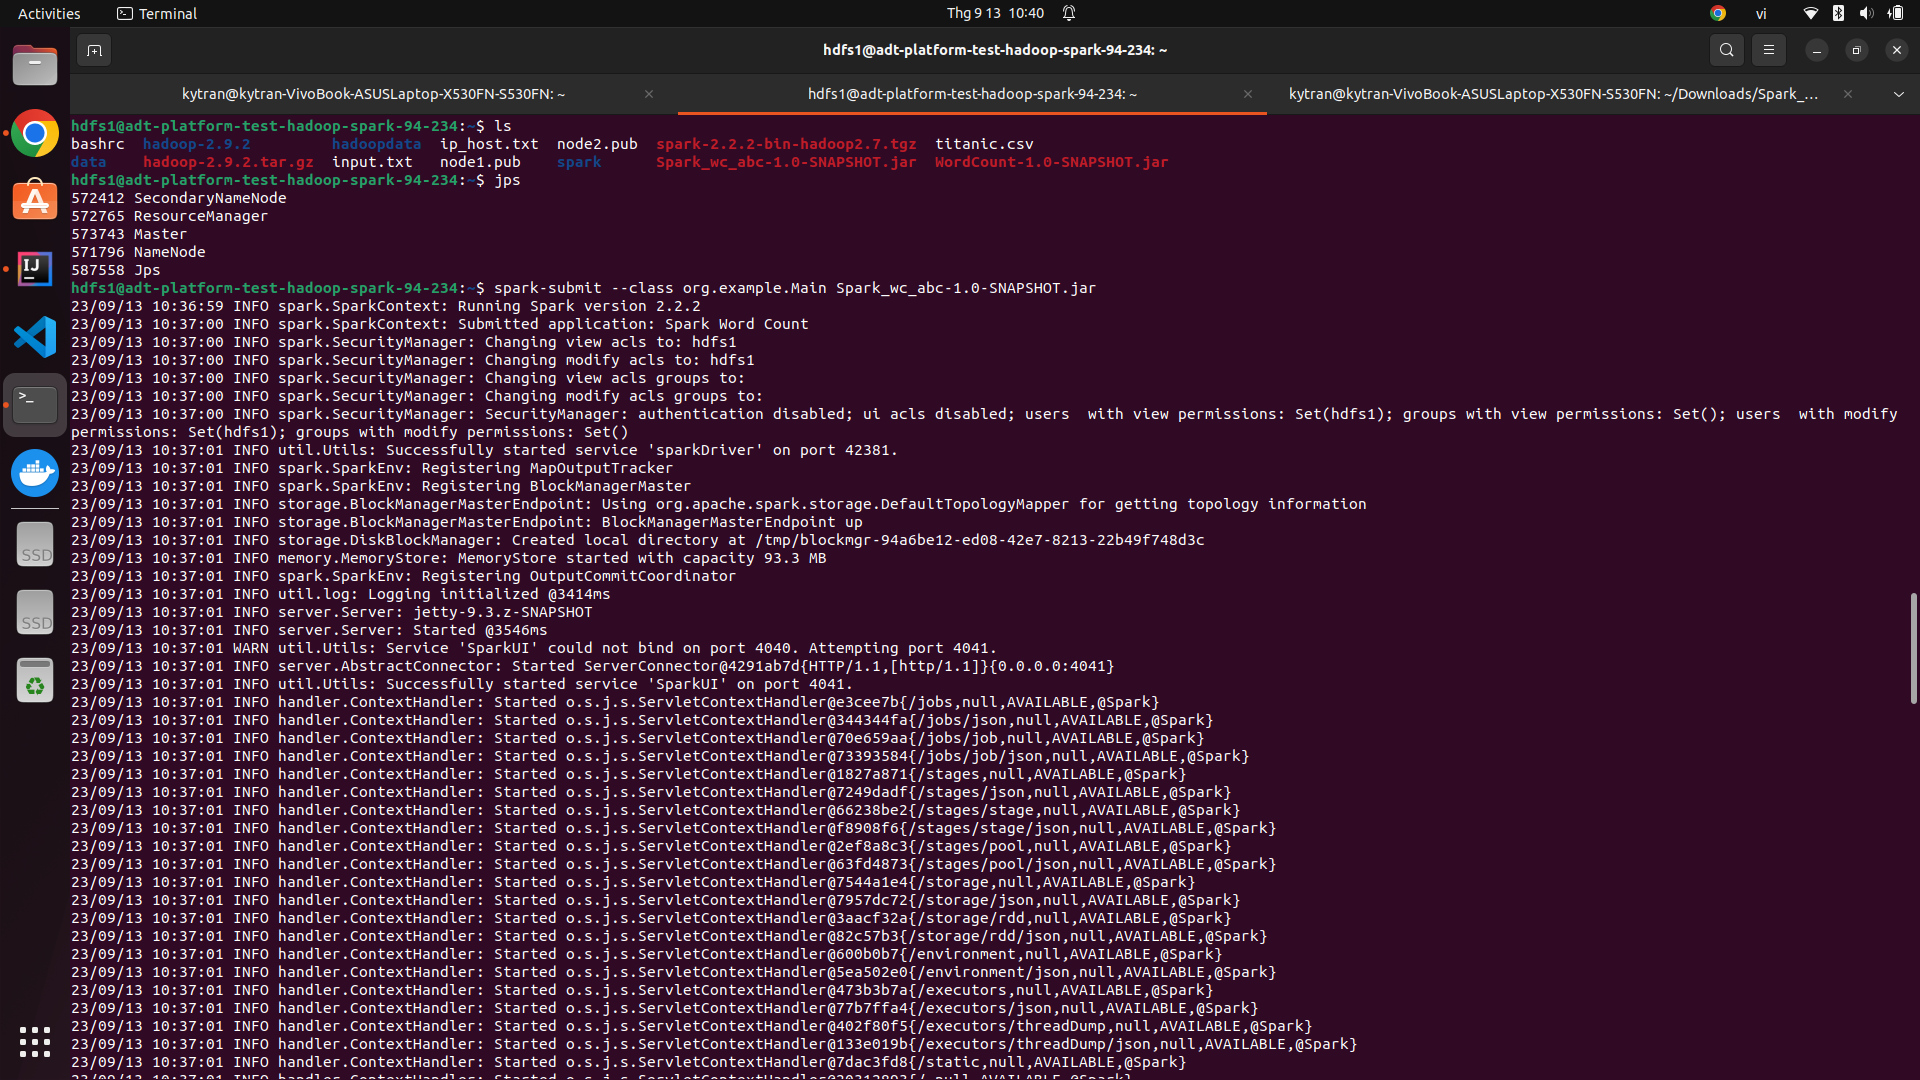 Activities
Terminal
Thg 9 13 10:40
vi
hdfs1@adt-platform-test-hadoop-spark-94-234: ~
kytran@kytran-VivoBook-ASUSLaptop-X530FN-S530FN: ~
hdfs1@adt-platform-test-hadoop-spark-94-234: ~
kytran@kytran-VivoBook-ASUSLaptop-X530FN-S530FN: ~/Downloads/Spark_...
hdfs1@adt-platform-test-hadoop-spark-94-234:~$ ls
bashrc hadoop-2.9.2 hadoopdata ip_host.txt node2.pub spark-2.2.2-bin-hadoop2.7.tgz titanic.csv
data hadoop-2.9.2.tar.gz input.txt node1.pub spark Spark_wc_abc-1.0-SNAPSHOT.jar WordCount-1.0-SNAPSHOT.jar
hdfs1@adt-platform-test-hadoop-spark-94-234:~$ jps
572412 SecondaryNameNode
572765 ResourceManager
573743 Master
571796 NameNode
587558 Jps
hdfs1@adt-platform-test-hadoop-spark-94-234:~$ spark-submit --class org.example.Main Spark_wc_abc-1.0-SNAPSHOT.jar
23/09/13 10:36:59 INFO spark.SparkContext: Running Spark version 2.2.2
23/09/13 10:37:00 INFO spark.SparkContext: Submitted application: Spark Word Count
23/09/13 10:37:00 INFO spark.SecurityManager: Changing view acls to: hdfs1
23/09/13 10:37:00 INFO spark.SecurityManager: Changing modify acls to: hdfs1
23/09/13 10:37:00 INFO spark.SecurityManager: Changing view acls groups to:
23/09/13 10:37:00 INFO spark.SecurityManager: Changing modify acls groups to:
23/09/13 10:37:00 INFO spark.SecurityManager: SecurityManager: authentication disabled; ui acls disabled; users  with view permissions: Set(hdfs1); groups with view permissions: Set(); users  with modify
permissions: Set(hdfs1); groups with modify permissions: Set()
23/09/13 10:37:01 INFO util.Utils: Successfully started service 'sparkDriver' on port 42381.
23/09/13 10:37:01 INFO spark.SparkEnv: Registering MapOutputTracker
23/09/13 10:37:01 INFO spark.SparkEnv: Registering BlockManagerMaster
23/09/13 10:37:01 INFO storage.BlockManagerMasterEndpoint: Using org.apache.spark.storage.DefaultTopologyMapper for getting topology information
23/09/13 10:37:01 INFO storage.BlockManagerMasterEndpoint: BlockManagerMasterEndpoint up
23/09/13 10:37:01 INFO storage.DiskBlockManager: Created local directory at /tmp/blockmgr-94a6be12-ed08-42e7-8213-22b49f748d3c
23/09/13 10:37:01 INFO memory.MemoryStore: MemoryStore started with capacity 93.3 MB
23/09/13 10:37:01 INFO spark.SparkEnv: Registering OutputCommitCoordinator
23/09/13 10:37:01 INFO util.log: Logging initialized @3414ms
23/09/13 10:37:01 INFO server.Server: jetty-9.3.z-SNAPSHOT
23/09/13 10:37:01 INFO server.Server: Started @3546ms
23/09/13 10:37:01 WARN util.Utils: Service 'SparkUI' could not bind on port 4040. Attempting port 4041.
23/09/13 10:37:01 INFO server.AbstractConnector: Started ServerConnector@4291ab7d{HTTP/1.1,[http/1.1]}{0.0.0.0:4041}
23/09/13 10:37:01 INFO util.Utils: Successfully started service 'SparkUI' on port 4041.
23/09/13 10:37:01 INFO handler.ContextHandler: Started o.s.j.s.ServletContextHandler@e3cee7b{/jobs,null,AVAILABLE,@Spark}
23/09/13 10:37:01 INFO handler.ContextHandler: Started o.s.j.s.ServletContextHandler@344344fa{/jobs/json,null,AVAILABLE,@Spark}
23/09/13 10:37:01 INFO handler.ContextHandler: Started o.s.j.s.ServletContextHandler@70e659aa{/jobs/job,null,AVAILABLE,@Spark}
23/09/13 10:37:01 INFO handler.ContextHandler: Started o.s.j.s.ServletContextHandler@73393584{/jobs/job/json,null,AVAILABLE,@Spark}
23/09/13 10:37:01 INFO handler.ContextHandler: Started o.s.j.s.ServletContextHandler@1827a871{/stages,null,AVAILABLE,@Spark}
23/09/13 10:37:01 INFO handler.ContextHandler: Started o.s.j.s.ServletContextHandler@7249dadf{/stages/json,null,AVAILABLE,@Spark}
23/09/13 10:37:01 INFO handler.ContextHandler: Started o.s.j.s.ServletContextHandler@66238be2{/stages/stage,null,AVAILABLE,@Spark}
23/09/13 10:37:01 INFO handler.ContextHandler: Started o.s.j.s.ServletContextHandler@f8908f6{/stages/stage/json,null,AVAILABLE,@Spark}
23/09/13 10:37:01 INFO handler.ContextHandler: Started o.s.j.s.ServletContextHandler@2ef8a8c3{/stages/pool,null,AVAILABLE,@Spark}
23/09/13 10:37:01 INFO handler.ContextHandler: Started o.s.j.s.ServletContextHandler@63fd4873{/stages/pool/json,null,AVAILABLE,@Spark}
23/09/13 10:37:01 INFO handler.ContextHandler: Started o.s.j.s.ServletContextHandler@7544a1e4{/storage,null,AVAILABLE,@Spark}
23/09/13 10:37:01 INFO handler.ContextHandler: Started o.s.j.s.ServletContextHandler@7957dc72{/storage/json,null,AVAILABLE,@Spark}
23/09/13 10:37:01 INFO handler.ContextHandler: Started o.s.j.s.ServletContextHandler@3aacf32a{/storage/rdd,null,AVAILABLE,@Spark}
23/09/13 10:37:01 INFO handler.ContextHandler: Started o.s.j.s.ServletContextHandler@82c57b3{/storage/rdd/json,null,AVAILABLE,@Spark}
23/09/13 10:37:01 INFO handler.ContextHandler: Started o.s.j.s.ServletContextHandler@600b0b7{/environment,null,AVAILABLE,@Spark}
23/09/13 10:37:01 INFO handler.ContextHandler: Started o.s.j.s.ServletContextHandler@5ea502e0{/environment/json,null,AVAILABLE,@Spark}
23/09/13 10:37:01 INFO handler.ContextHandler: Started o.s.j.s.ServletContextHandler@473b3b7a{/executors,null,AVAILABLE,@Spark}
23/09/13 10:37:01 INFO handler.ContextHandler: Started o.s.j.s.ServletContextHandler@77b7ffa4{/executors/json,null,AVAILABLE,@Spark}
23/09/13 10:37:01 INFO handler.ContextHandler: Started o.s.j.s.ServletContextHandler@402f80f5{/executors/threadDump,null,AVAILABLE,@Spark}
23/09/13 10:37:01 INFO handler.ContextHandler: Started o.s.j.s.ServletContextHandler@133e019b{/executors/threadDump/json,null,AVAILABLE,@Spark}
23/09/13 10:37:01 INFO handler.ContextHandler: Started o.s.j.s.ServletContextHandler@7dac3fd8{/static,null,AVAILABLE,@Spark}
IJ
SSD
SSD